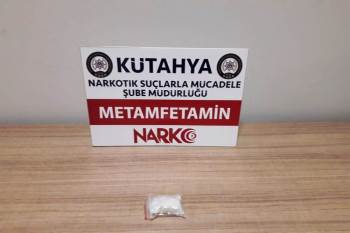 KÜTAHYA
NARKOTİK SUÇLARLA MÜCADELE
ŞUBE MÜDÜRLÜĞÜ
METAMFETAMİN
NARKO